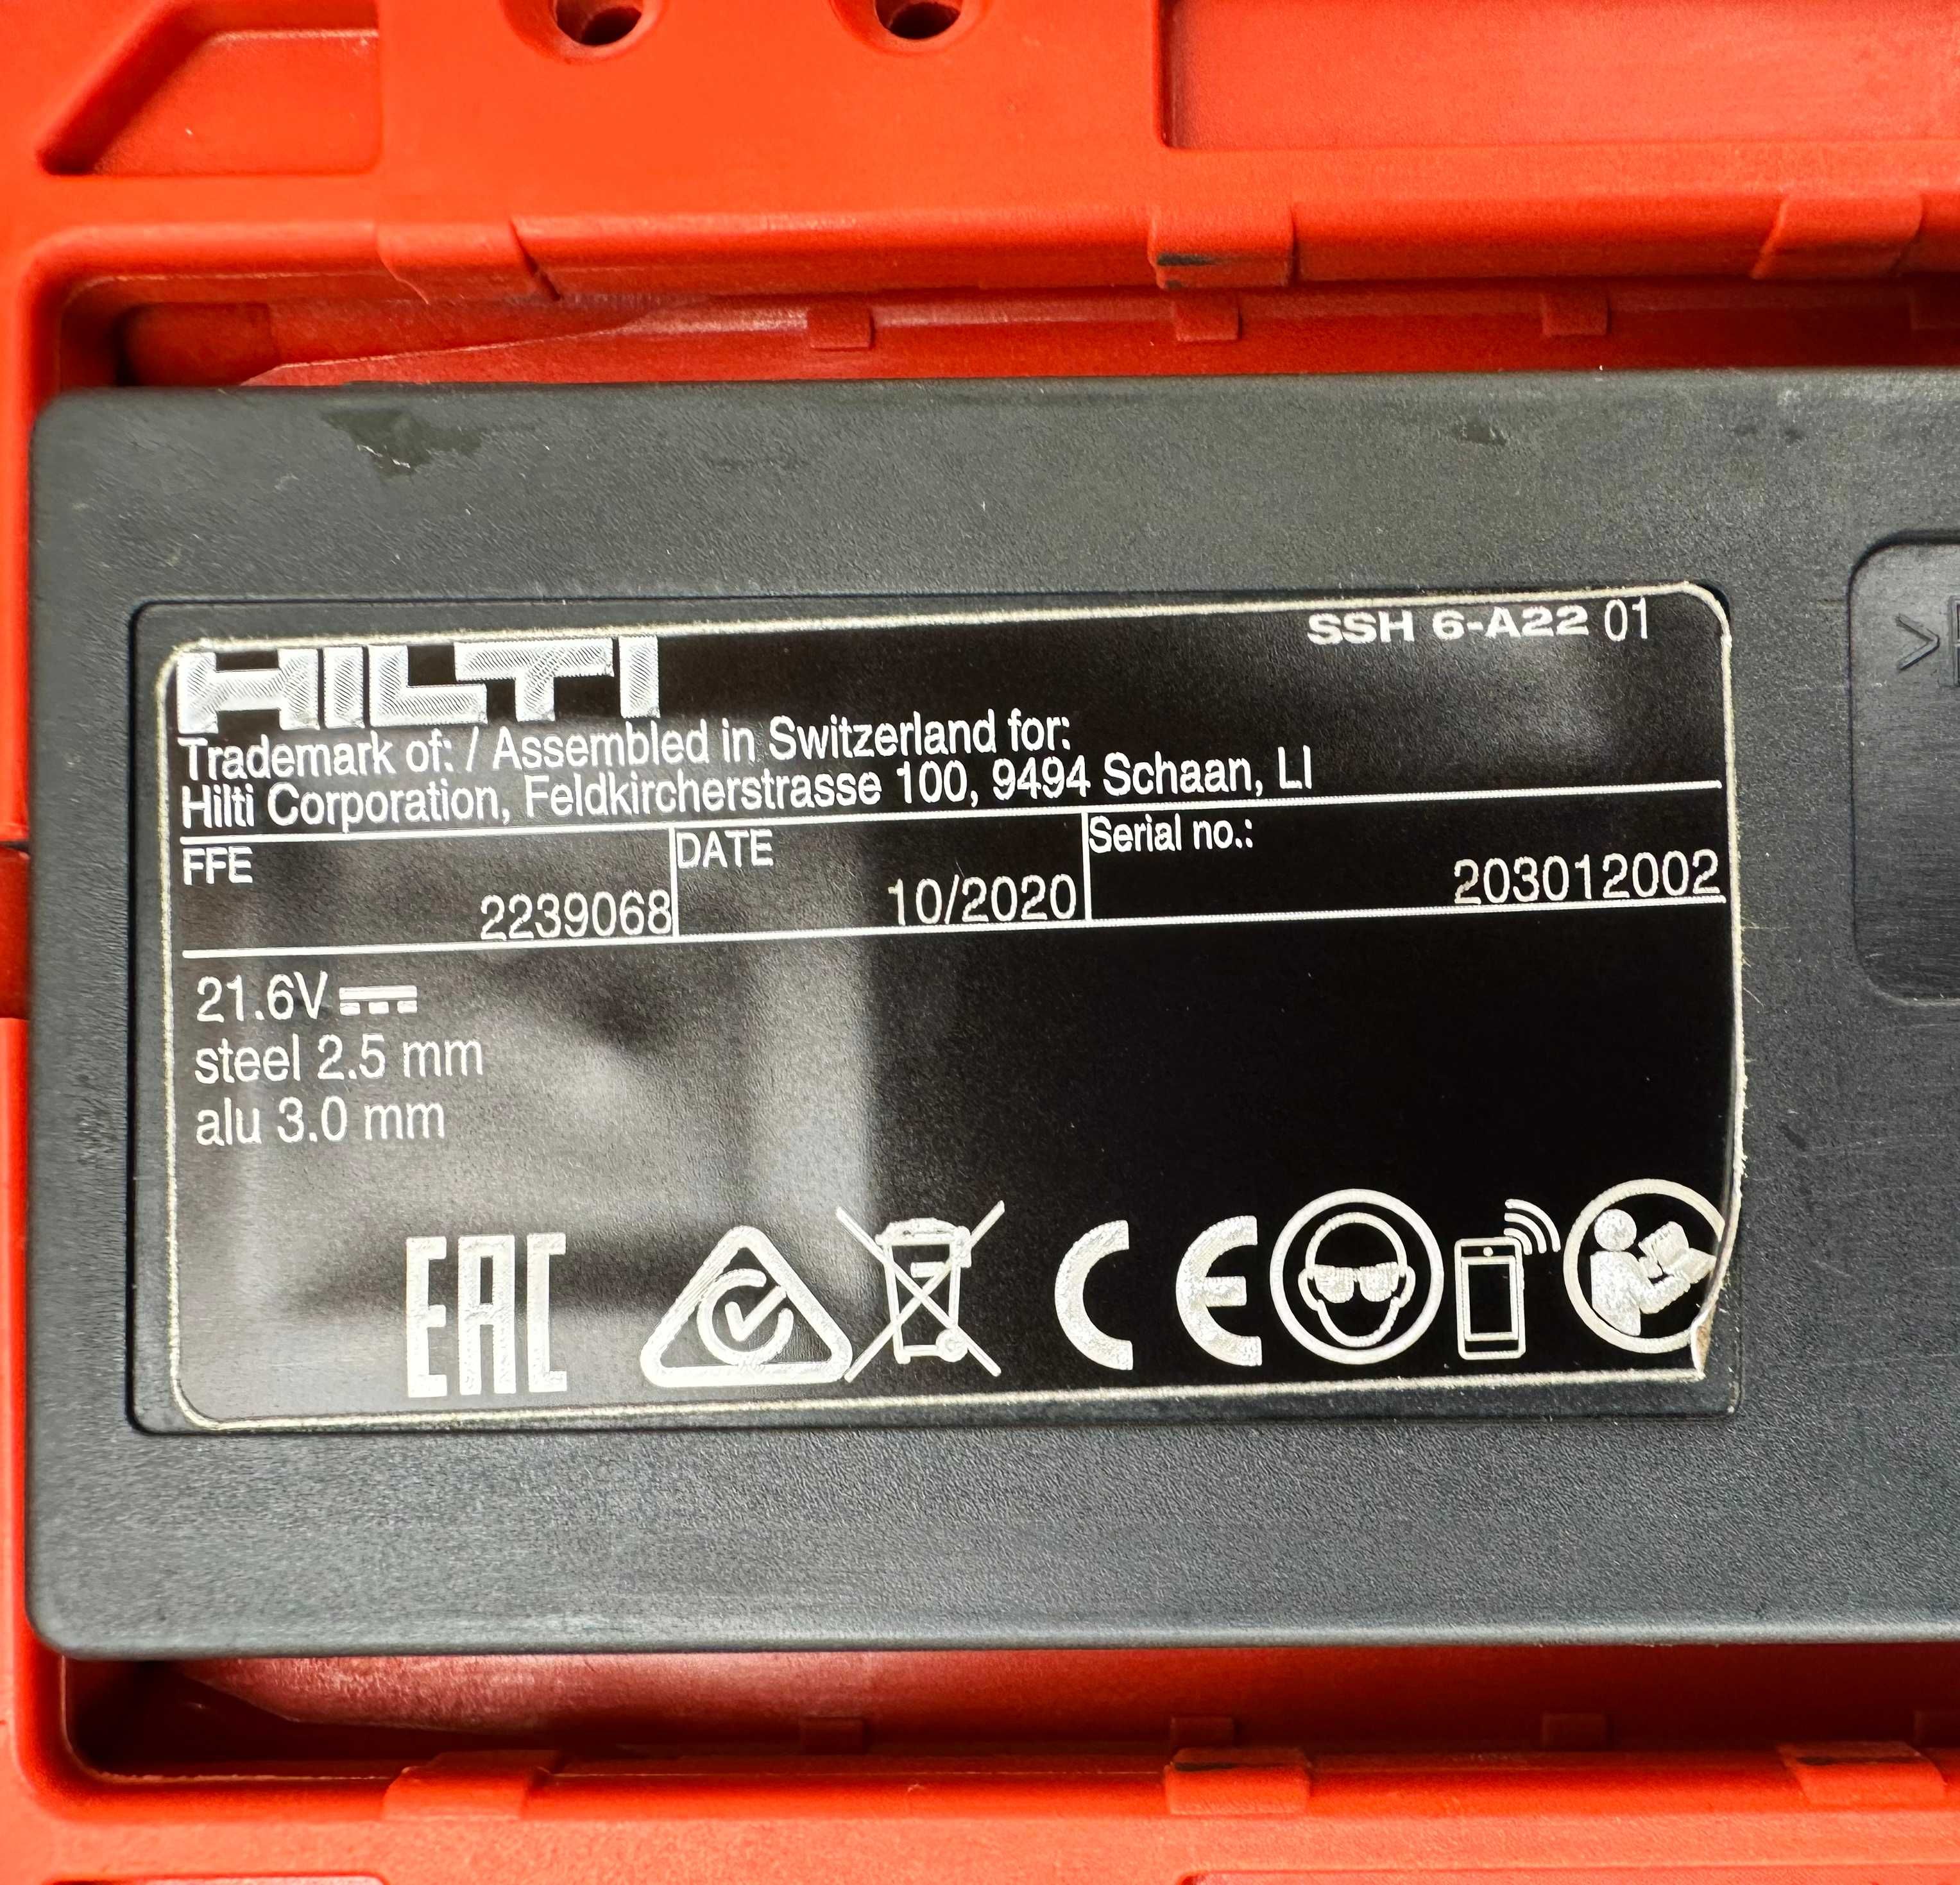 HILTI
SSH 6-A22 01
Trademark of: / Assembled in Switzerland for:
Hilti Corporation, Feldkircherstrasse 100, 9494 Schaan, LI
FFE
DATE
Serial no.:
2239068
10/2020
203012002
21.6V
steel 2.5 mm
alu 3.0 mm
EAC
CE